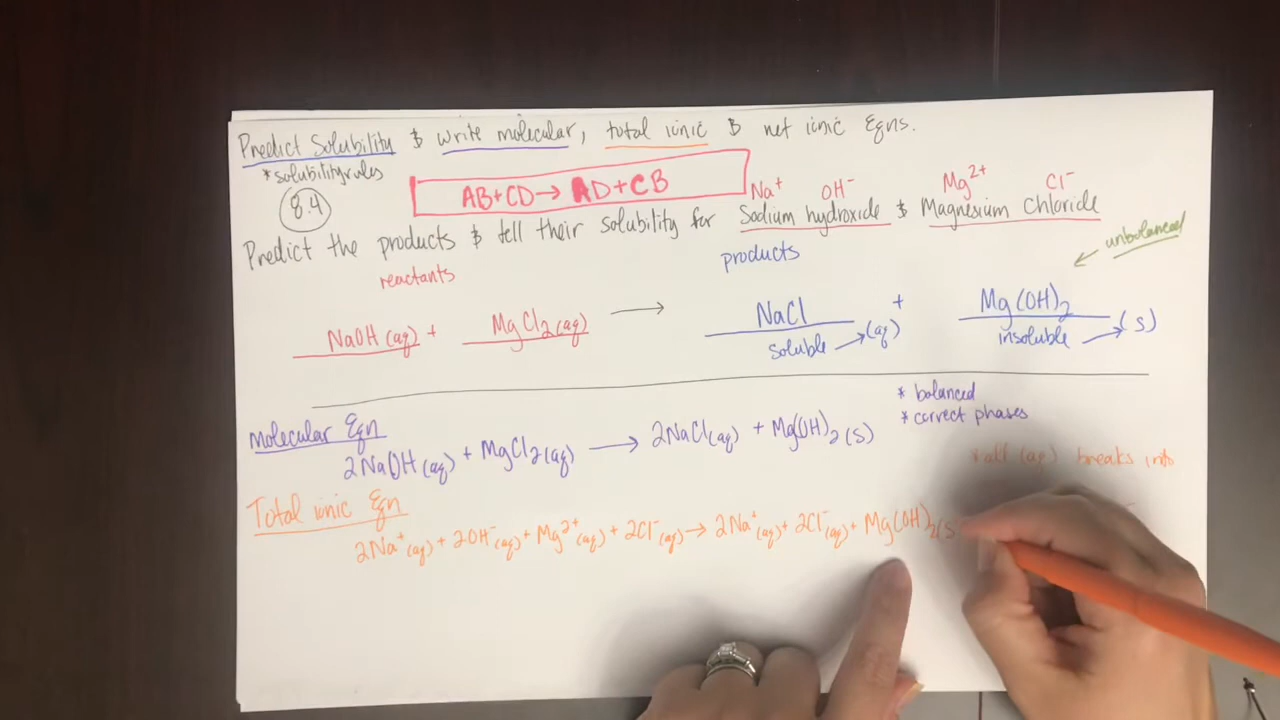 Predict Solubility & write molecular, total ionic & net ionic Eqns.
*solubility rules
8.4
AB+CD→AD+CB
Na⁺ OH⁻ Mg²⁺ Cl⁻
Predict the products & tell their solubility for Sodium hydroxide & Magnesium Chloride
unbalanced
reactants products
NaOH(aq) + MgCl₂(aq) → NaCl + Mg(OH)₂
soluble → (aq) insoluble → (s)
* balanced
* correct phases
Molecular Eqn
2NaOH(aq) + MgCl₂(aq) → 2NaCl(aq) + Mg(OH)₂(s)
*all (aq) breaks into
Total ionic Eqn
2Na⁺(aq) + 2OH⁻(aq) + Mg²⁺(aq) + 2Cl⁻(aq) → 2Na⁺(aq) + 2Cl⁻(aq) + Mg(OH)₂(s